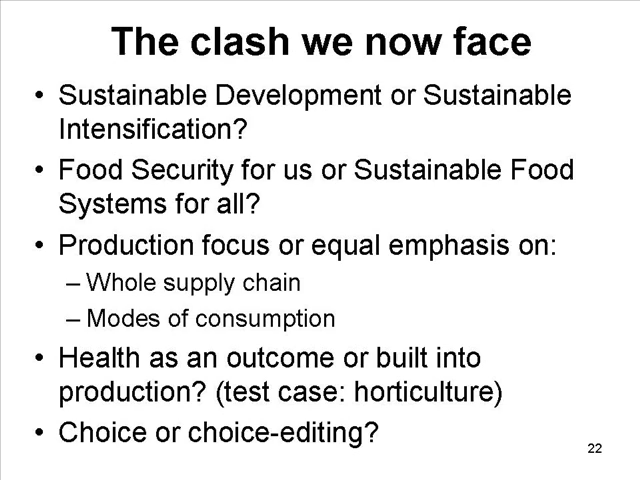 The clash we now face
• Sustainable Development or Sustainable
Intensification?
• Food Security for us or Sustainable Food
Systems for all?
• Production focus or equal emphasis on:
– Whole supply chain
– Modes of consumption
• Health as an outcome or built into
production? (test case: horticulture)
• Choice or choice-editing?
22